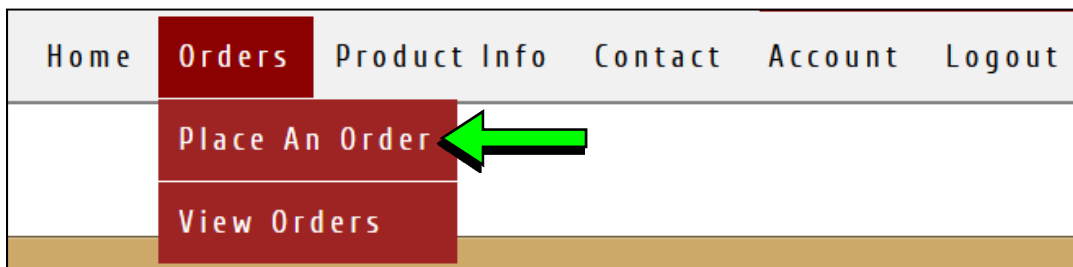 Home Orders Product Info Contact Account Logout
Place An Order
View Orders